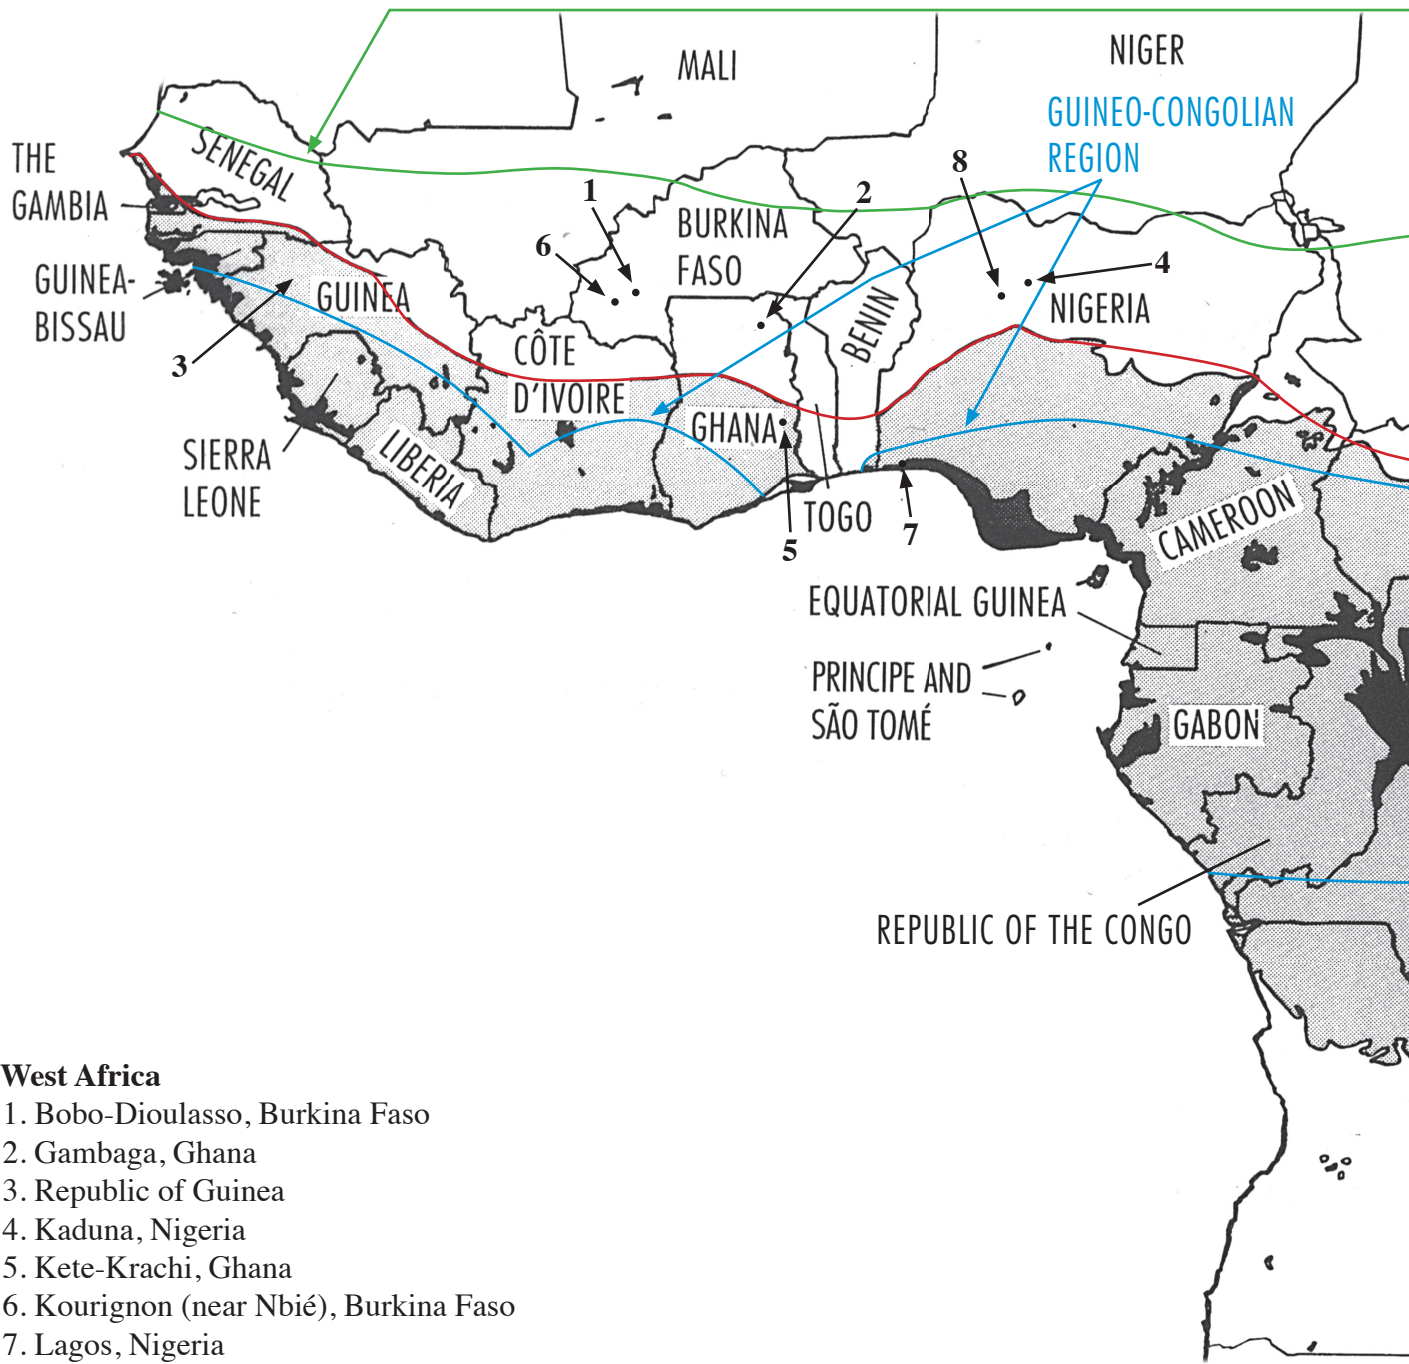 MALI
NIGER
GUINEO-CONGOLIAN
REGION
THE
GAMBIA
SENEGAL
8
1
2
BURKINA
FASO
6
4
GUINEA-
BISSAU
GUINEA
NIGERIA
BENIN
3
CÔTE
D'IVOIRE
GHANA
SIERRA
LEONE
LIBERIA
TOGO
5
7
CAMEROON
EQUATORIAL GUINEA
PRINCIPE AND
SÃO TOMÉ
GABON
REPUBLIC OF THE CONGO
West Africa
1. Bobo-Dioulasso, Burkina Faso
2. Gambaga, Ghana
3. Republic of Guinea
4. Kaduna, Nigeria
5. Kete-Krachi, Ghana
6. Kourignon (near Nbié), Burkina Faso
7. Lagos, Nigeria